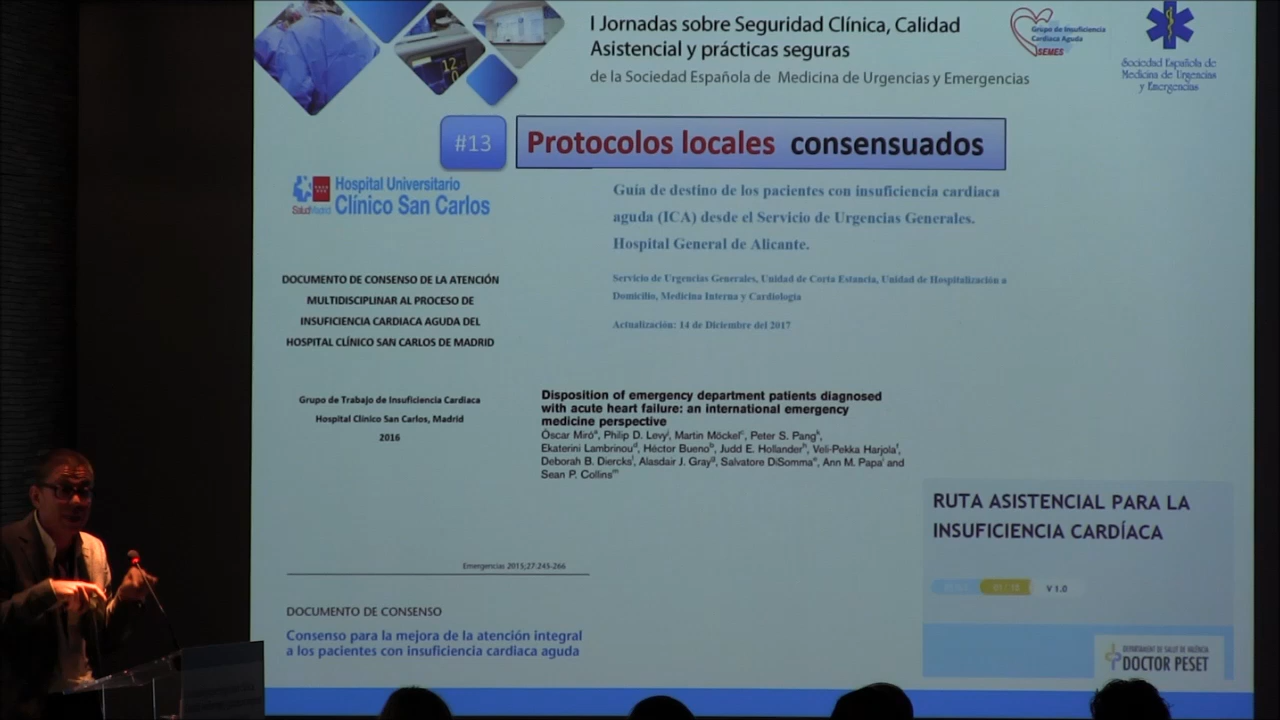 I Jornadas sobre Seguridad Clínica, Calidad
Asistencial y prácticas seguras
de la Sociedad Española de Medicina de Urgencias y Emergencias
Grupo de Insuficiencia
Cardiaca Aguda
SEMES
Sociedad Española de
Medicina de Urgencias
y Emergencias
#13
Protocolos locales consensuados
SaludMadrid
Hospital Universitario
Clínico San Carlos
Guía de destino de los pacientes con insuficiencia cardiaca
aguda (ICA) desde el Servicio de Urgencias Generales.
Hospital General de Alicante.
Servicio de Urgencias Generales, Unidad de Corta Estancia, Unidad de Hospitalización a
Domicilio, Medicina Interna y Cardiología
Actualización: 14 de Diciembre del 2017
DOCUMENTO DE CONSENSO DE LA ATENCIÓN
MULTIDISCIPLINAR AL PROCESO DE
INSUFICIENCIA CARDIACA AGUDA DEL
HOSPITAL CLÍNICO SAN CARLOS DE MADRID
Grupo de Trabajo de Insuficiencia Cardiaca
Hospital Clínico San Carlos, Madrid
2016
Disposition of emergency department patients diagnosed
with acute heart failure: an international emergency
medicine perspective
Òscar Miró, Philip D. Levy, Martin Möckel, Peter S. Pang,
Ekaterini Lambrinou, Héctor Bueno, Judd E. Hollander, Veli-Pekka Harjola,
Deborah B. Diercks, Alasdair J. Gray, Salvatore DiSomma, Ann M. Papa and
Sean P. Collins
RUTA ASISTENCIAL PARA LA
INSUFICIENCIA CARDÍACA
V 1.0
DEPARTAMENT DE SALUT DE VALÈNCIA
DOCTOR PESET
Emergencias 2015;27:245-266
DOCUMENTO DE CONSENSO
Consenso para la mejora de la atención integral
a los pacientes con insuficiencia cardiaca aguda